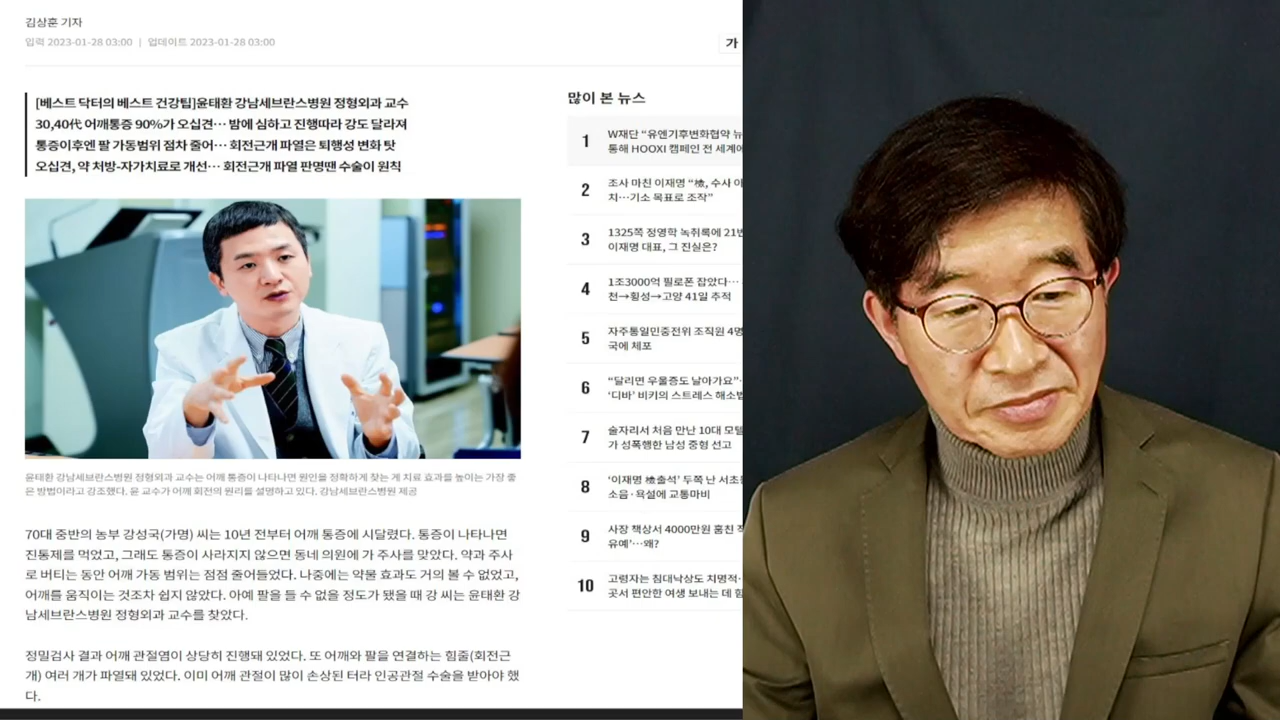 김상훈 기자
입력 2023-01-28 03:00 | 업데이트 2023-01-28 03:00
가
[베스트 닥터의 베스트 건강팁]윤태환 강남세브란스병원 정형외과 교수
30,40代 어깨통증 90%가 오십견… 밤에 심하고 진행따라 강도 달라져
통증이후엔 팔 가동범위 점차 줄어… 회전근개 파열은 퇴행성 변화 탓
오십견, 약 처방-자가치료로 개선… 회전근개 파열 판명땐 수술이 원칙
윤태환 강남세브란스병원 정형외과 교수는 어깨 통증이 나타나면 원인을 정확하게 찾는 게 치료 효과를 높이는 가장 좋
은 방법이라고 강조했다. 윤 교수가 어깨 회전의 원리를 설명하고 있다. 강남세브란스병원 제공
70대 중반의 농부 강성국(가명) 씨는 10년 전부터 어깨 통증에 시달렸다. 통증이 나타나면
진통제를 먹었고, 그래도 통증이 사라지지 않으면 동네 의원에 가 주사를 맞았다. 약과 주사
로 버티는 동안 어깨 가동 범위는 점점 줄어들었다. 나중에는 약물 효과도 거의 볼 수 없었고,
어깨를 움직이는 것조차 쉽지 않았다. 아예 팔을 들 수 없을 정도가 됐을 때 강 씨는 윤태환 강
남세브란스병원 정형외과 교수를 찾았다.
정밀검사 결과 어깨 관절염이 상당히 진행돼 있었다. 또 어깨와 팔을 연결하는 힘줄(회전근
개) 여러 개가 파열돼 있었다. 이미 어깨 관절이 많이 손상된 터라 인공관절 수술을 받아야 했
다.
많이 본 뉴스
1 W재단 “유엔기후변화협약 뉴
통해 HOOXI 캠페인 전 세계에
2 조사 마친 이재명 “檢, 수사 아
치…기소 목표로 조작”
3 1325쪽 정영학 녹취록에 21번
이재명 대표, 그 진실은?
4 1조3000억 필로폰 잡았다…
천→횡성→고양 41일 추적
5 자주통일민중전위 조직원 4명
국에 체포
6 “달리면 우울증도 날아가요”
‘디바’ 비키의 스트레스 해소법
7 술자리서 처음 만난 10대 모텔
가 성폭행한 남성 중형 선고
8 ‘이재명 檢출석’ 두쪽 난 서초동
소음·욕설에 교통마비
9 사장 책상서 4000만원 훔친
유예’…왜?
10 고령자는 침대낙상도 치명적
곳서 편안한 여생 보내는 데